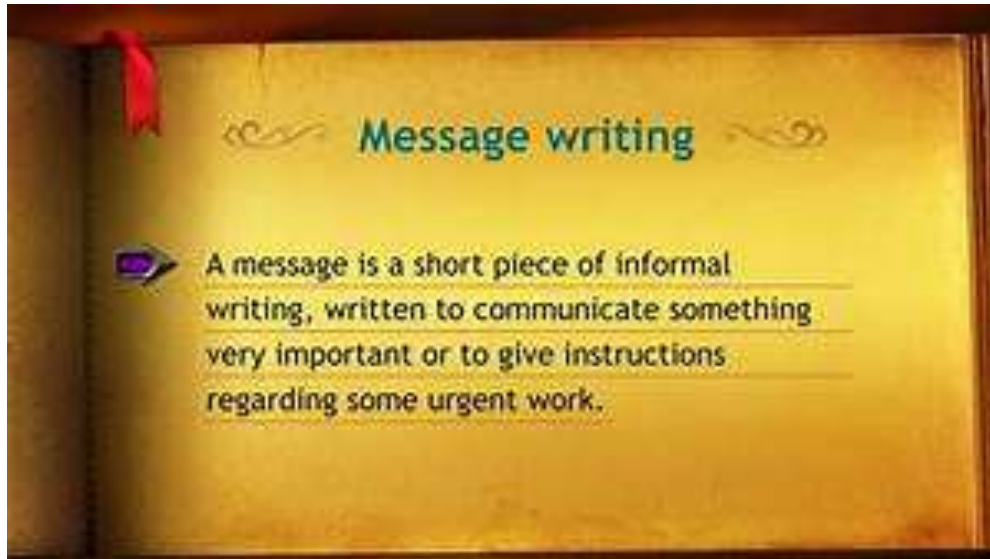 Message writing
A message is a short piece of informal
writing, written to communicate something
very important or to give instructions
regarding some urgent work.